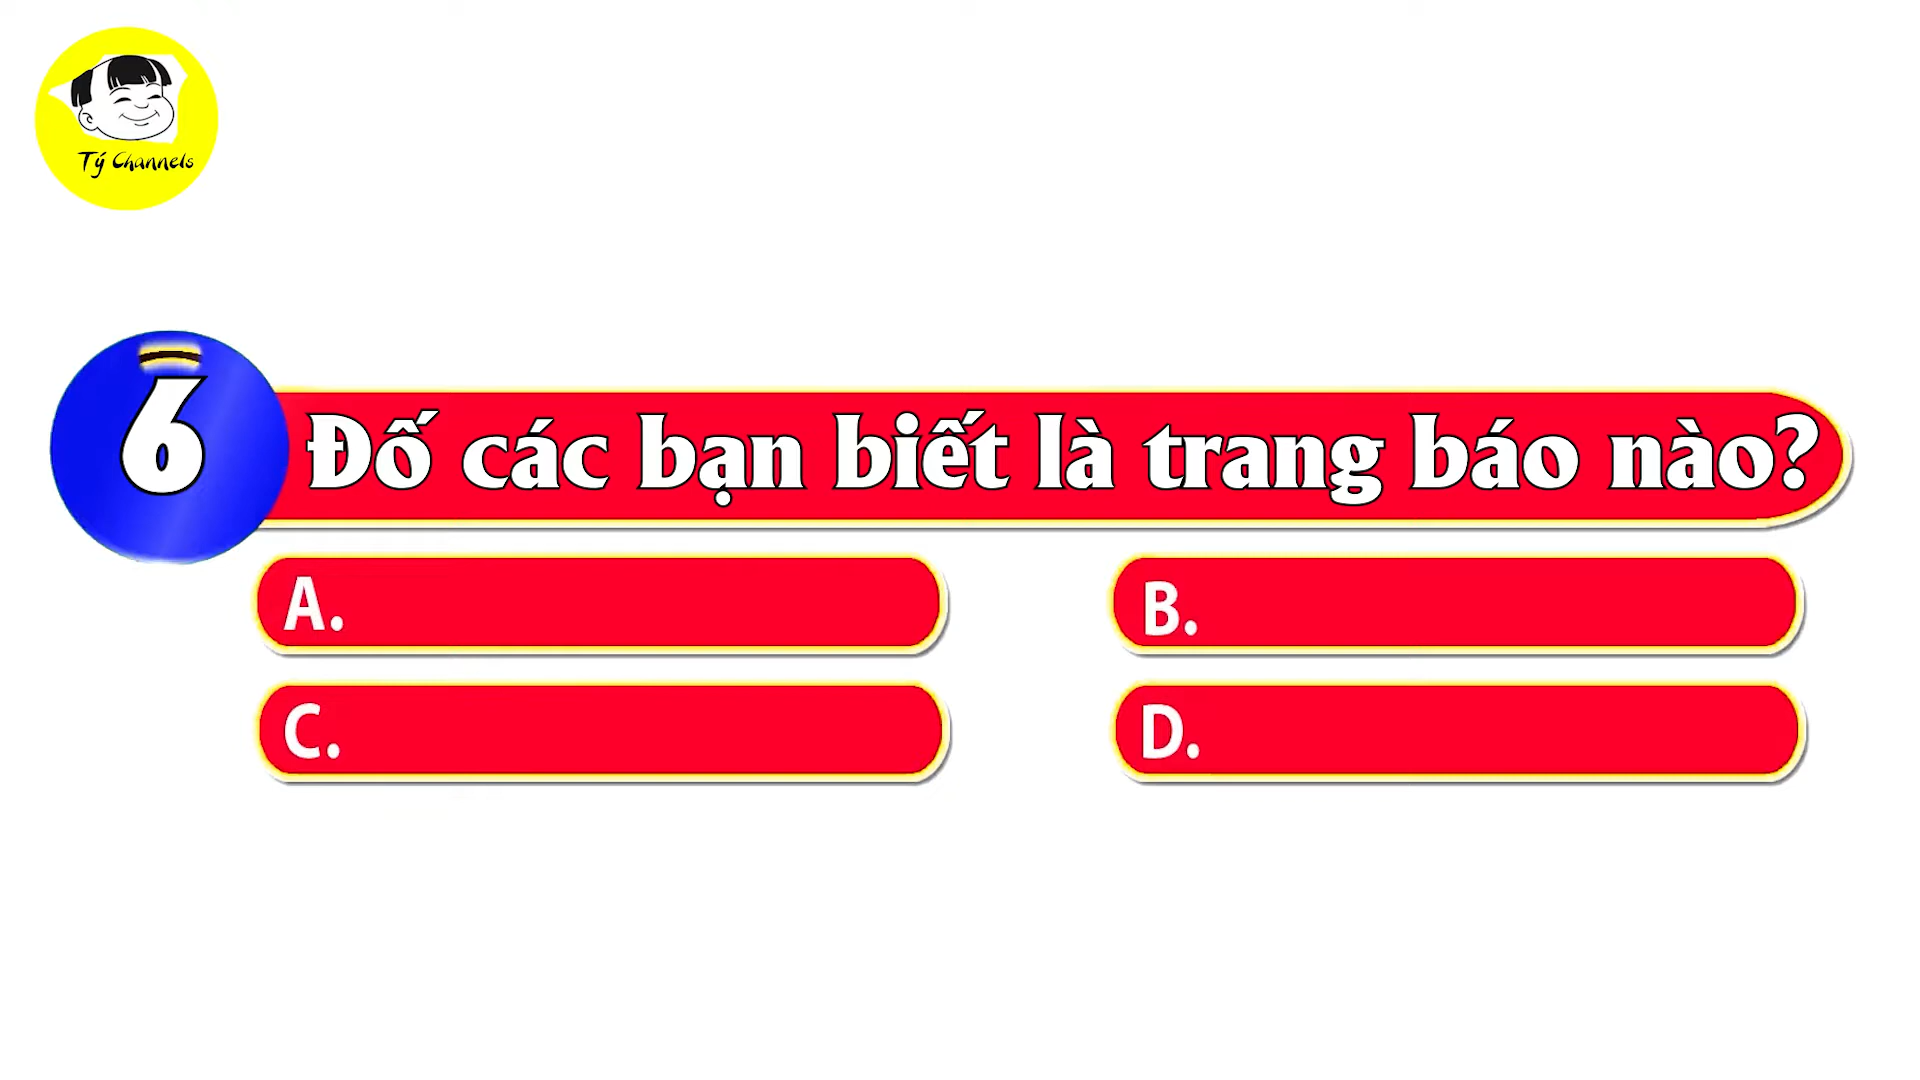 Tý Channels
6
Đố các bạn biết là trang báo nào?
A.
B.
C.
D.